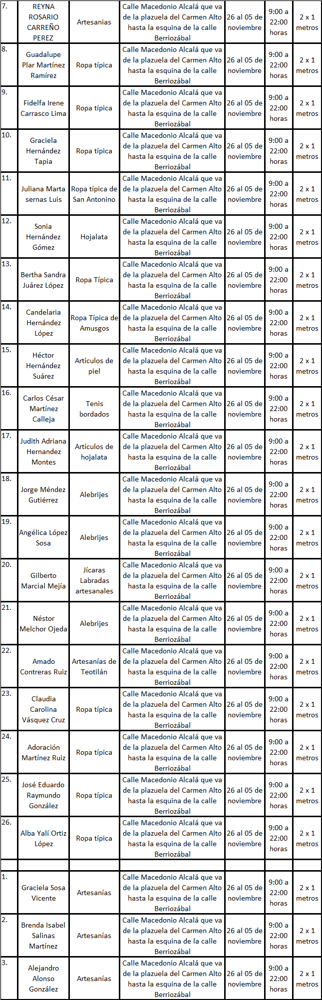 7.
REYNA
ROSARIO
CARREÑO
PEREZ
Artesanias
Calle Macedonio Alcalá que va
de la plazuela del Carmen Alto
hasta la esquina de la calle
Berriozábal
26 al 05 de
noviembre
9:00 a
22:00
horas
2 x 1
metros
8.
Guadalupe
Plar Martínez
Ramírez
Ropa típica
Calle Macedonio Alcalá que va
de la plazuela del Carmen Alto
hasta la esquina de la calle
Berriozábal
26 al 05 de
noviembre
9:00 a
22:00
horas
2 x 1
metros
9.
Fidelfa Irene
Carrasco Lima
Ropa típica
Calle Macedonio Alcalá que va
de la plazuela del Carmen Alto
hasta la esquina de la calle
Berriozábal
26 al 05 de
noviembre
9:00 a
22:00
horas
2 x 1
metros
10.
Graciela
Hernández
Tapia
Ropa típica
Calle Macedonio Alcalá que va
de la plazuela del Carmen Alto
hasta la esquina de la calle
Berriozábal
26 al 05 de
noviembre
9:00 a
22:00
horas
2 x 1
metros
11.
Juliana Marta
sernas Luis
Ropa típica de
San Antonino
Calle Macedonio Alcalá que va
de la plazuela del Carmen Alto
hasta la esquina de la calle
Berriozábal
26 al 05 de
noviembre
9:00 a
22:00
horas
2 x 1
metros
12.
Sonia
Hernández
Gómez
Hojalata
Calle Macedonio Alcalá que va
de la plazuela del Carmen Alto
hasta la esquina de la calle
Berriozábal
26 al 05 de
noviembre
9:00 a
22:00
horas
2 x 1
metros
13.
Bertha Sandra
Juárez López
Ropa Típica
Calle Macedonio Alcalá que va
de la plazuela del Carmen Alto
hasta la esquina de la calle
Berriozábal
26 al 05 de
noviembre
9:00 a
22:00
horas
2 x 1
metros
14.
Candelaria
Hernández
López
Ropa Típica de
Amusgos
Calle Macedonio Alcalá que va
de la plazuela del Carmen Alto
hasta la esquina de la calle
Berriozábal
26 al 05 de
noviembre
9:00 a
22:00
horas
2 x 1
metros
15.
Héctor
Hernández
Suárez
Artículos de
piel
Calle Macedonio Alcalá que va
de la plazuela del Carmen Alto
hasta la esquina de la calle
Berriozábal
26 al 05 de
noviembre
9:00 a
22:00
horas
2 x 1
metros
16.
Carlos César
Martínez
Calleja
Tenis
bordados
Calle Macedonio Alcalá que va
de la plazuela del Carmen Alto
hasta la esquina de la calle
Berriozábal
26 al 05 de
noviembre
9:00 a
22:00
horas
2 x 1
metros
17.
Judith Adriana
Hernandez
Montes
Artículos de
hojalata
Calle Macedonio Alcalá que va
de la plazuela del Carmen Alto
hasta la esquina de la calle
Berriozábal
26 al 05 de
noviembre
9:00 a
22:00
horas
2 x 1
metros
18.
Jorge Méndez
Gutiérrez
Alebrijes
Calle Macedonio Alcalá que va
de la plazuela del Carmen Alto
hasta la esquina de la calle
Berriozábal
26 al 05 de
noviembre
9:00 a
22:00
horas
2 x 1
metros
19.
Angélica López
Sosa
Alebrijes
Calle Macedonio Alcalá que va
de la plazuela del Carmen Alto
hasta la esquina de la calle
Berriozábal
26 al 05 de
noviembre
9:00 a
22:00
horas
2 x 1
metros
20.
Gilberto
Marcial Mejía
Jícaras
Labradas
artesanales
Calle Macedonio Alcalá que va
de la plazuela del Carmen Alto
hasta la esquina de la calle
Berriozábal
26 al 05 de
noviembre
9:00 a
22:00
horas
2 x 1
metros
21.
Néstor
Melchor Ojeda
Alebrijes
Calle Macedonio Alcalá que va
de la plazuela del Carmen Alto
hasta la esquina de la calle
Berriozábal
26 al 05 de
noviembre
9:00 a
22:00
horas
2 x 1
metros
22.
Amado
Contreras Ruiz
Artesanías de
Teotilán
Calle Macedonio Alcalá que va
de la plazuela del Carmen Alto
hasta la esquina de la calle
Berriozábal
26 al 05 de
noviembre
9:00 a
22:00
horas
2 x 1
metros
23.
Claudia
Carolina
Vásquez Cruz
Ropa típica
Calle Macedonio Alcalá que va
de la plazuela del Carmen Alto
hasta la esquina de la calle
Berriozábal
26 al 05 de
noviembre
9:00 a
22:00
horas
2 x 1
metros
24.
Adoración
Martínez Ruiz
Ropa típica
Calle Macedonio Alcalá que va
de la plazuela del Carmen Alto
hasta la esquina de la calle
Berriozábal
26 al 05 de
noviembre
9:00 a
22:00
horas
2 x 1
metros
25.
José Eduardo
Raymundo
González
Ropa típica
Calle Macedonio Alcalá que va
de la plazuela del Carmen Alto
hasta la esquina de la calle
Berriozábal
26 al 05 de
noviembre
9:00 a
22:00
horas
2 x 1
metros
26.
Alba Yalí Ortiz
López
Ropa típica
Calle Macedonio Alcalá que va
de la plazuela del Carmen Alto
hasta la esquina de la calle
Berriozábal
26 al 05 de
noviembre
9:00 a
22:00
horas
2 x 1
metros
1.
Graciela Sosa
Vicente
Artesanías
Calle Macedonio Alcalá que va
de la plazuela del Carmen Alto
hasta la esquina de la calle
Berriozábal
26 al 05 de
noviembre
9:00 a
22:00
horas
2 x 1
metros
2.
Brenda Isabel
Salinas
Martínez
Artesanías
Calle Macedonio Alcalá que va
de la plazuela del Carmen Alto
hasta la esquina de la calle
Berriozábal
26 al 05 de
noviembre
9:00 a
22:00
horas
2 x 1
metros
3.
Alejandro
Alonso
González
Artesanías
Calle Macedonio Alcalá que va
de la plazuela del Carmen Alto
hasta la esquina de la calle
Berriozábal
26 al 05 de
noviembre
9:00 a
22:00
horas
2 x 1
metros